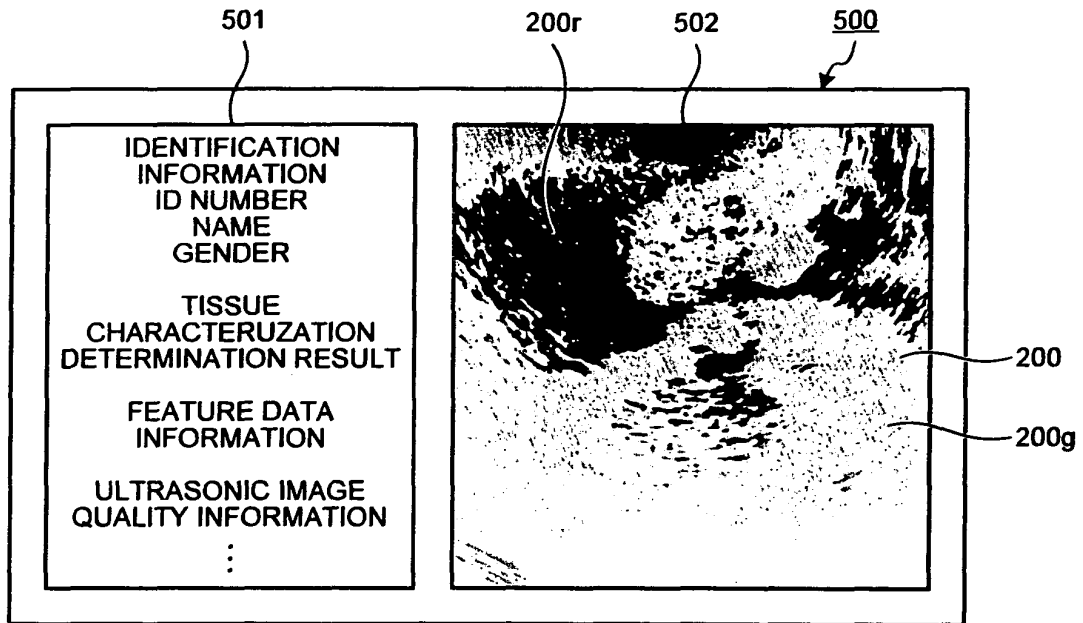 501
200r
502
500
IDENTIFICATION
INFORMATION
ID NUMBER
NAME
GENDER
TISSUE
CHARACTERUZATION
DETERMINATION RESULT
FEATURE DATA
INFORMATION
ULTRASONIC IMAGE
QUALITY INFORMATION
⋮
200
200g